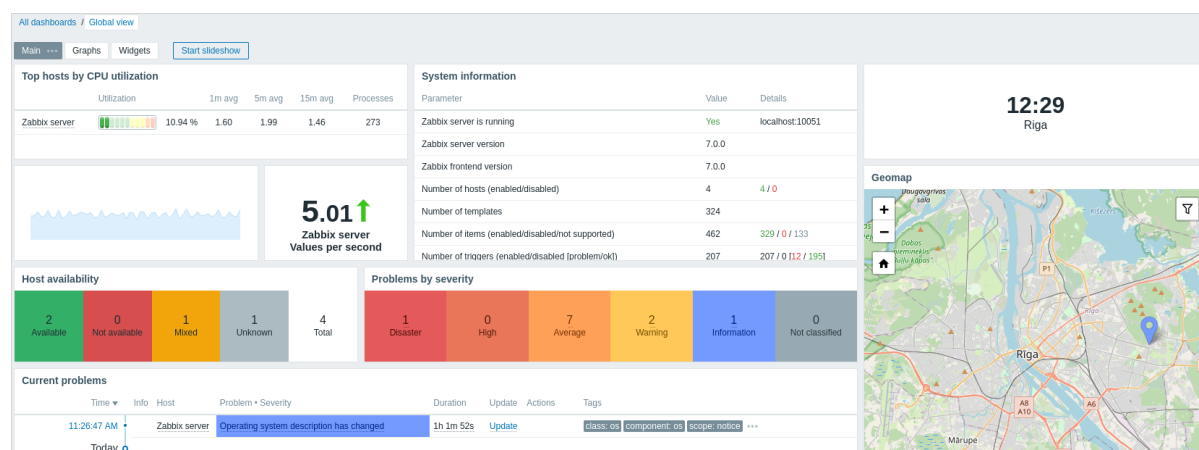 All dashboards / Global view
Main ••• Graphs Widgets Start slideshow
Top hosts by CPU utilization
Utilization 1m avg 5m avg 15m avg Processes
Zabbix server 10.94 % 1.60 1.99 1.46 273
5.01
Zabbix server
Values per second
System information
Parameter Value Details
Zabbix server is running Yes localhost:10051
Zabbix server version 7.0.0
Zabbix frontend version 7.0.0
Number of hosts (enabled/disabled) 4 4 / 0
Number of templates 324
Number of items (enabled/disabled/not supported) 462 329 / 0 / 133
Number of triggers (enabled/disabled [problem/ok]) 207 207 / 0 [12 / 195]
12:29
Riga
Geomap
Daugavgrīvas
sala
Ķīšezers
+
−
Dabas
piemineklis
P1
Rīga
Rīga
A8
A10
A6
Mārupe
Host availability
2 0 1 1 4
Available Not available Mixed Unknown Total
Problems by severity
1 0 7 2 1 0
Disaster High Average Warning Information Not classified
Current problems
Time Info Host Problem • Severity Duration Update Actions Tags
11:26:47 AM Zabbix server Operating system description has changed 1h 1m 52s Update class: os component: os scope: notice •••
Today